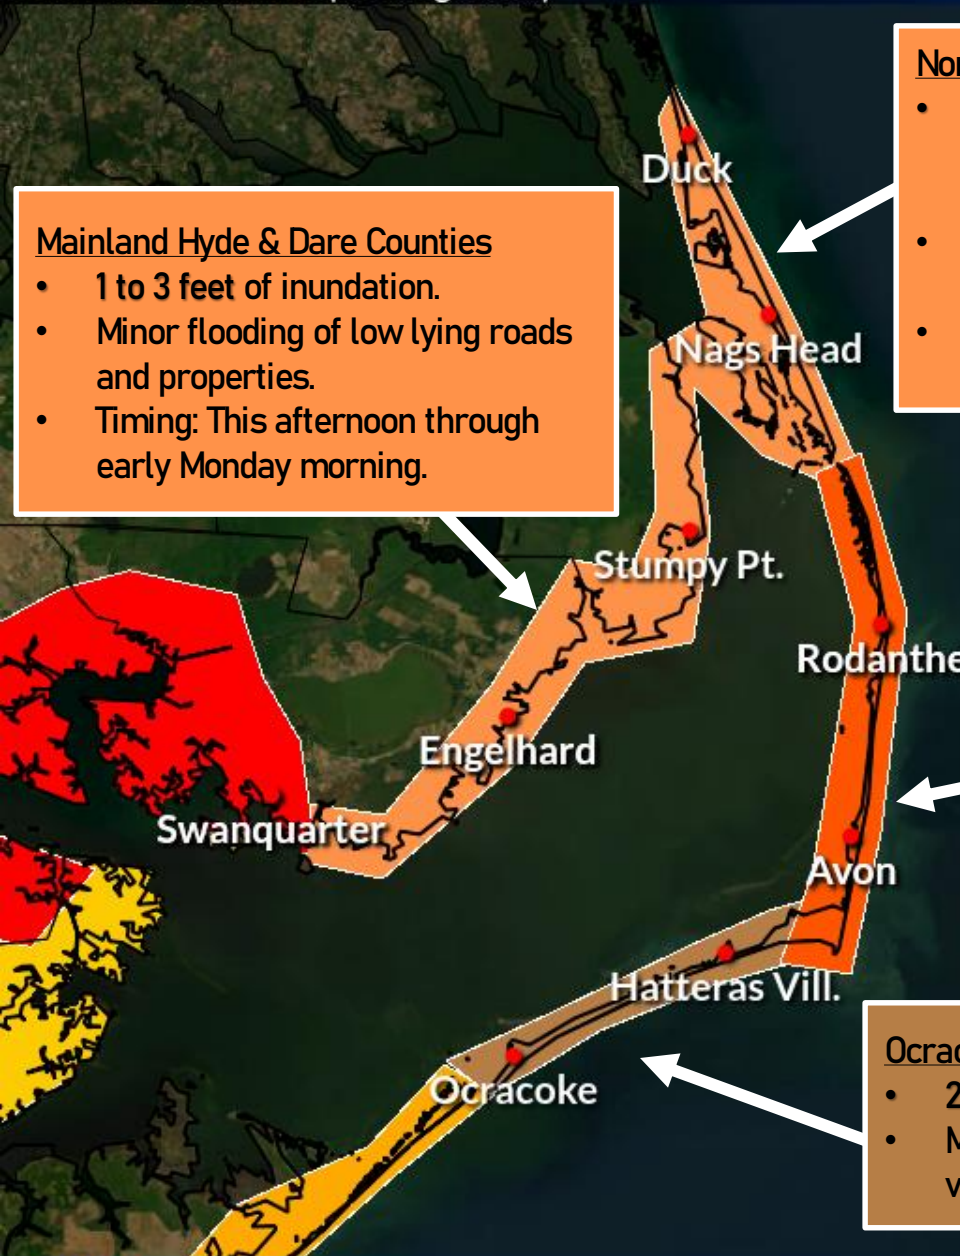 Duck
Mainland Hyde & Dare Counties
• 1 to 3 feet of inundation.
• Minor flooding of low lying roads
and properties.
• Timing: This afternoon through
early Monday morning.
•
•
•
Nags Head
Stumpy Pt.
Rodanthe
Engelhard
Swanquarter
Avon
Hatteras Vill.
Ocracoke
• 2
•